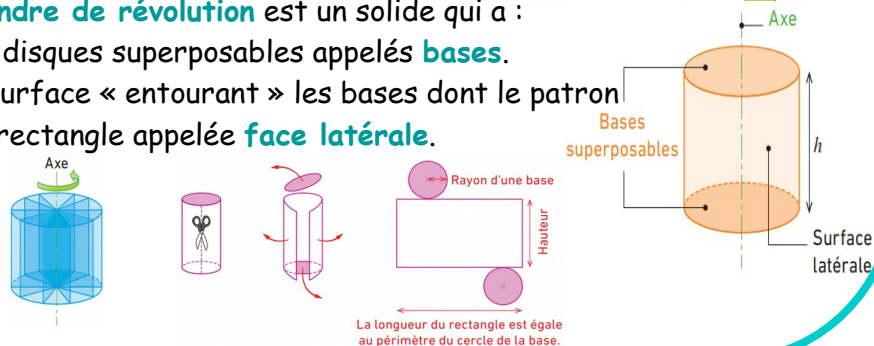 ndre de révolution est un solide qui a :
disques superposables appelés bases.
urface « entourant » les bases dont le patron
rectangle appelée face latérale.
Axe
Rayon d'une base
Hauteur
La longueur du rectangle est égale
au périmètre du cercle de la base.
Axe
Bases
superposables
h
Surface
latérale